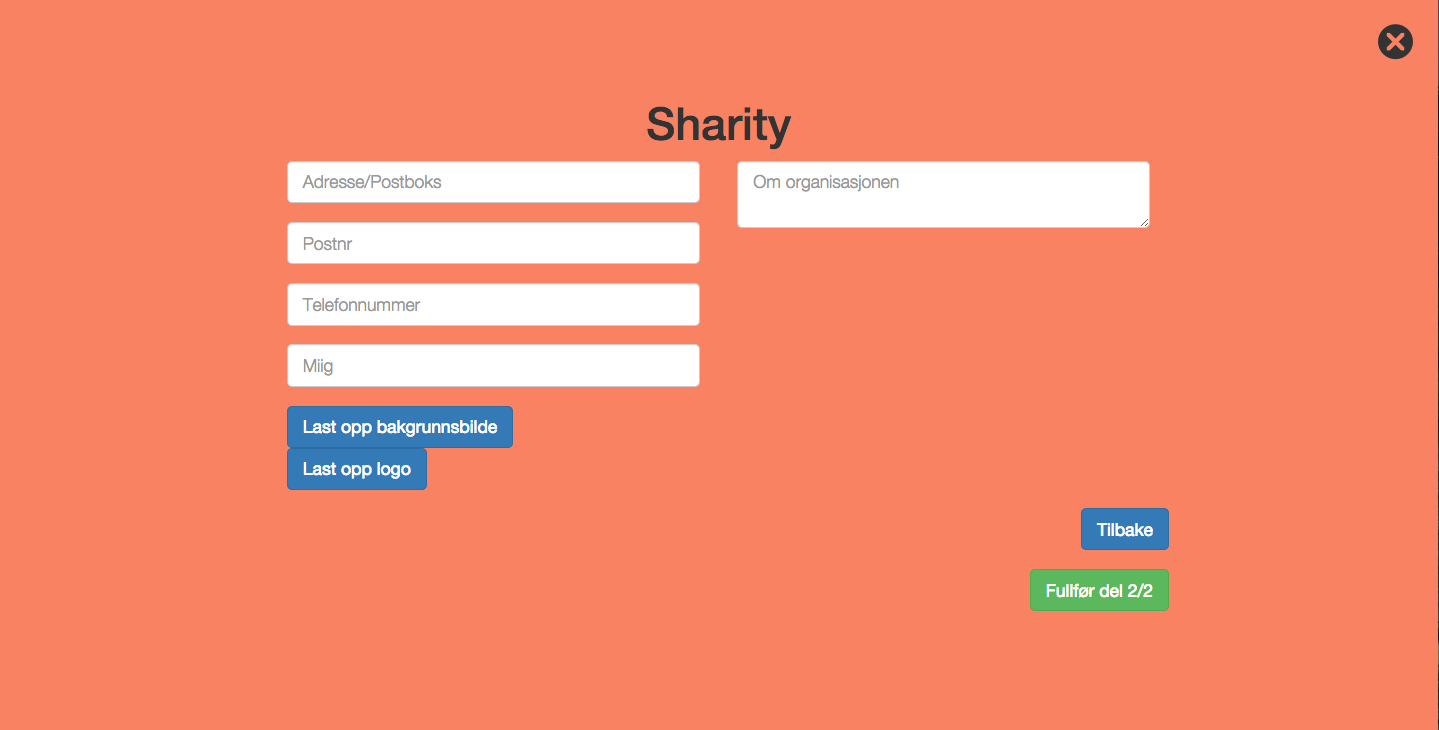 Sharity
Adresse/Postboks
Om organisasjonen
Postnr
Telefonnummer
Miig
Last opp bakgrunnsbilde
Last opp logo
Tilbake
Fullfør del 2/2